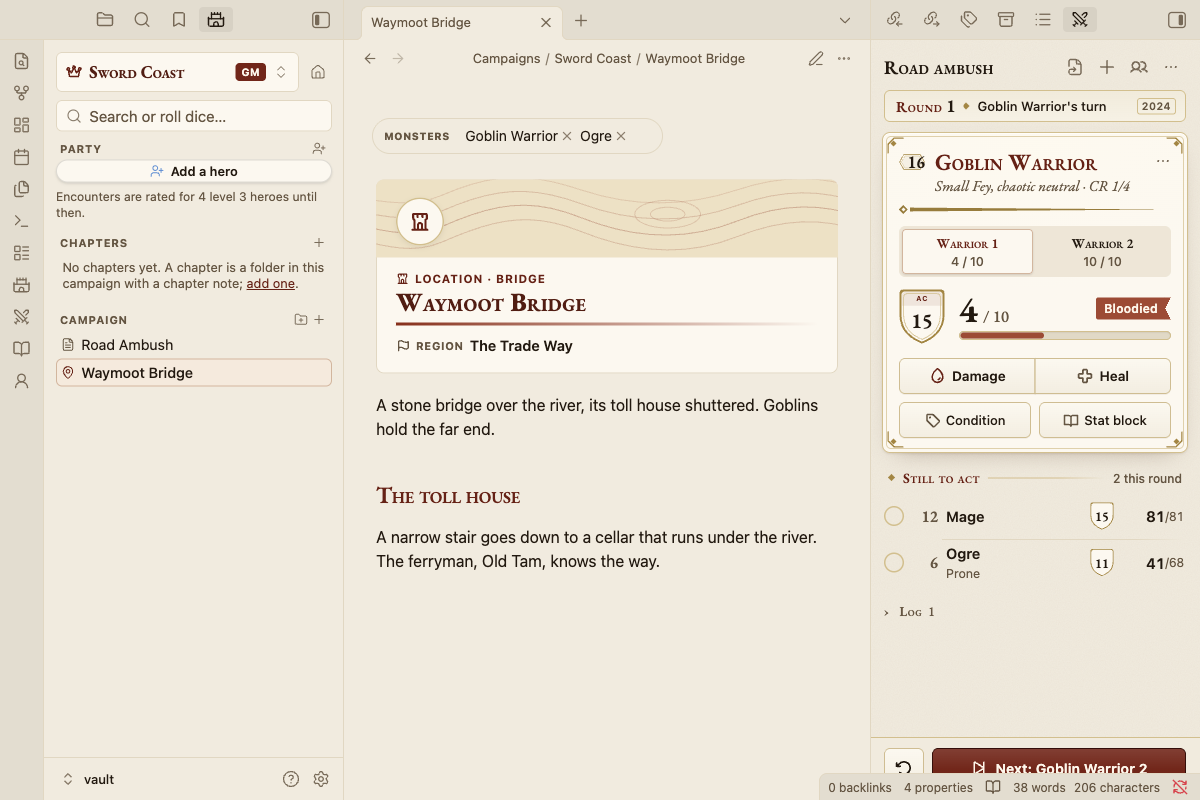 Waymoot Bridge
Sword Coast
GM
Search or roll dice...
PARTY
Add a hero
Encounters are rated for 4 level 3 heroes until
then.
CHAPTERS
No chapters yet. A chapter is a folder in this
campaign with a chapter note; add one.
CAMPAIGN
Road Ambush
Waymoot Bridge
vault
Campaigns / Sword Coast / Waymoot Bridge
MONSTERS Goblin Warrior Ogre
LOCATION · BRIDGE
Waymoot Bridge
REGION The Trade Way
A stone bridge over the river, its toll house shuttered. Goblins
hold the far end.
The toll house
A narrow stair goes down to a cellar that runs under the river.
The ferryman, Old Tam, knows the way.
Road ambush
Round 1 Goblin Warrior's turn 2024
16 Goblin Warrior
Small Fey, chaotic neutral · CR 1/4
Warrior 1 Warrior 2
4 / 10 10 / 10
AC
15
4 / 10
Bloodied
Damage Heal
Condition Stat block
Still to act 2 this round
12 Mage 15 81/81
6 Ogre 11 41/68
Prone
Log 1
Next: Goblin Warrior 2
0 backlinks 4 properties 38 words 206 characters